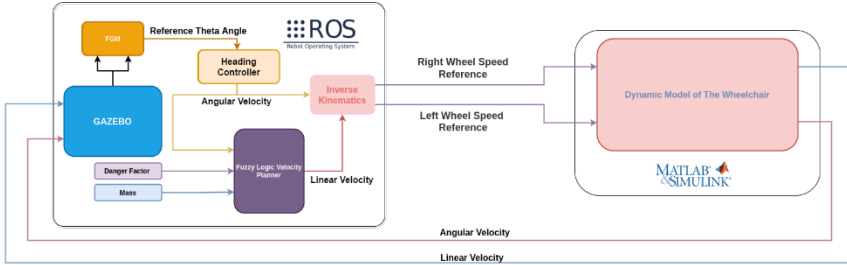 Reference Theta Angle
FGM
ROS
Robot Operating System
Heading
Controller
Right Wheel Speed
Reference
Inverse
Kinematics
Angular Velocity
GAZEBO
Left Wheel Speed
Reference
Dynamic Model of The Wheelchair
Fuzzy Logic Velocity
Planner
Danger Factor
Linear Velocity
Mass
MATLAB
&SIMULINK
Angular Velocity
Linear Velocity